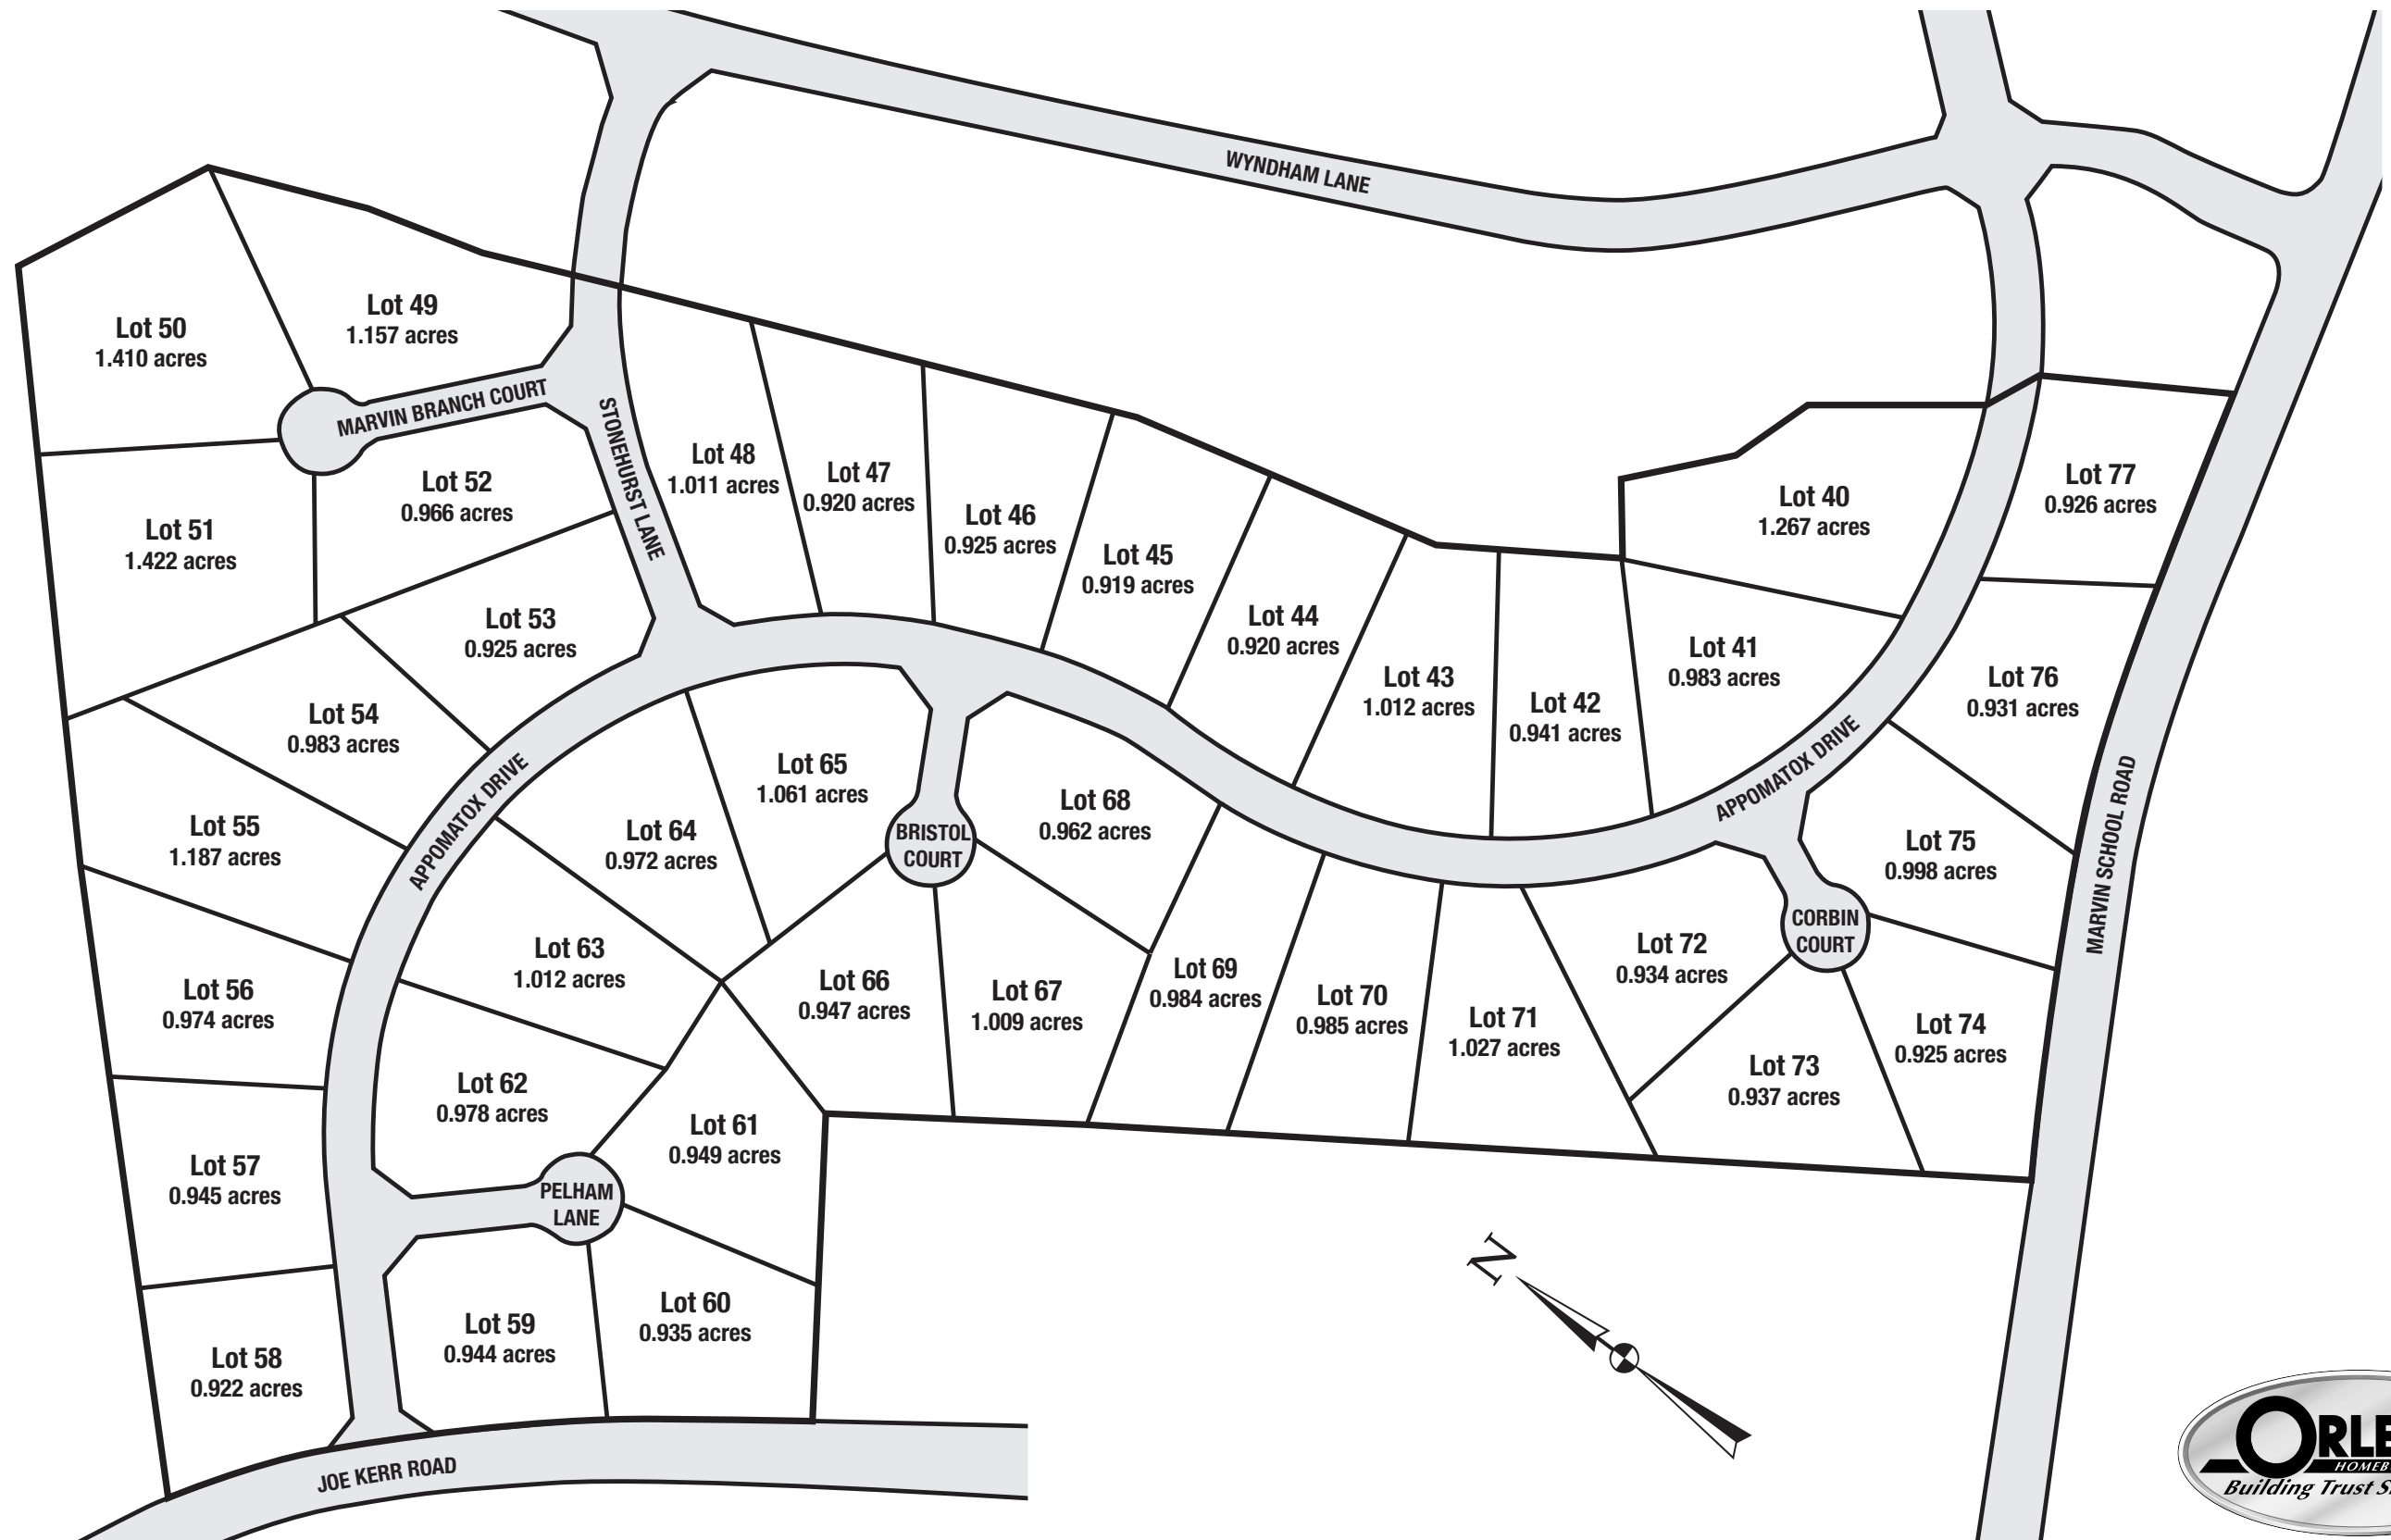 WYNDHAM LANE
Lot 50
1.410 acres
Lot 49
1.157 acres
MARVIN BRANCH COURT
STONEHURST LANE
Lot 48
1.011 acres
Lot 47
0.920 acres
Lot 46
0.925 acres
Lot 45
0.919 acres
Lot 44
0.920 acres
Lot 43
1.012 acres
Lot 42
0.941 acres
Lot 41
0.983 acres
Lot 40
1.267 acres
Lot 77
0.926 acres
Lot 76
0.931 acres
Lot 51
1.422 acres
Lot 52
0.966 acres
Lot 53
0.925 acres
Lot 54
0.983 acres
Lot 55
1.187 acres
APPOMATOX DRIVE
Lot 64
0.972 acres
Lot 65
1.061 acres
BRISTOL
COURT
Lot 68
0.962 acres
APPOMATOX DRIVE
Lot 75
0.998 acres
MARVIN SCHOOL ROAD
CORBIN
COURT
Lot 56
0.974 acres
Lot 63
1.012 acres
Lot 66
0.947 acres
Lot 67
1.009 acres
Lot 69
0.984 acres
Lot 70
0.985 acres
Lot 71
1.027 acres
Lot 72
0.934 acres
Lot 73
0.937 acres
Lot 74
0.925 acres
Lot 57
0.945 acres
Lot 62
0.978 acres
Lot 61
0.949 acres
PELHAM
LANE
Lot 58
0.922 acres
Lot 59
0.944 acres
Lot 60
0.935 acres
JOE KERR ROAD
N
ORLE
HOMEB
Building Trust S